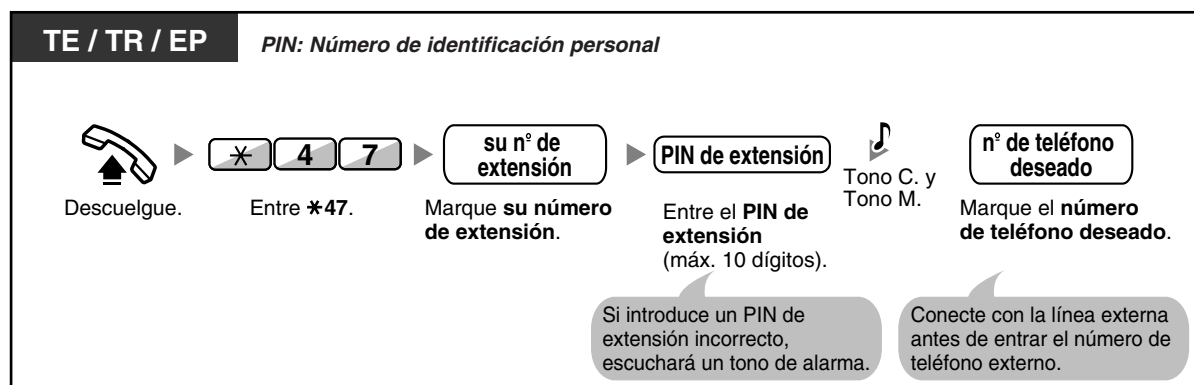 TE / TR / EP
PIN: Número de identificación personal
✱ 4 7
su nº de
extensión
PIN de extensión
nº de teléfono
deseado
Descuelgue.
Entre ✱47.
Marque su número
de extensión.
Entre el PIN de
extensión
(máx. 10 dígitos).
Tono C. y
Tono M.
Marque el número
de teléfono deseado.
Si introduce un PIN de
extensión incorrecto,
escuchará un tono de alarma.
Conecte con la línea externa
antes de entrar el número de
teléfono externo.